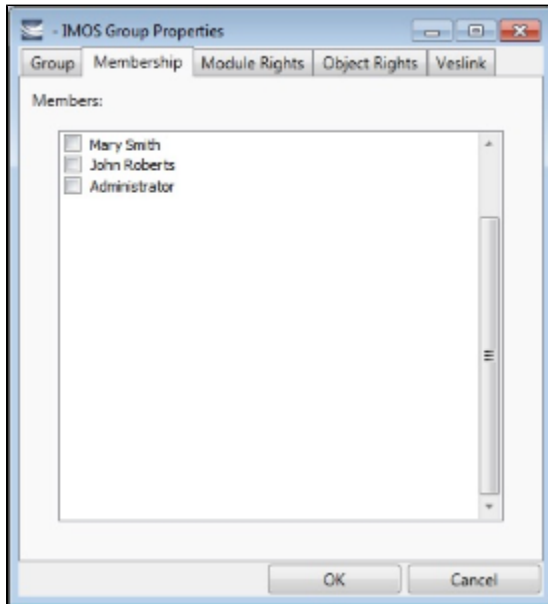 - IMOS Group Properties
Group Membership Module Rights Object Rights Veslink
Members:
Mary Smith
John Roberts
Administrator
OK Cancel